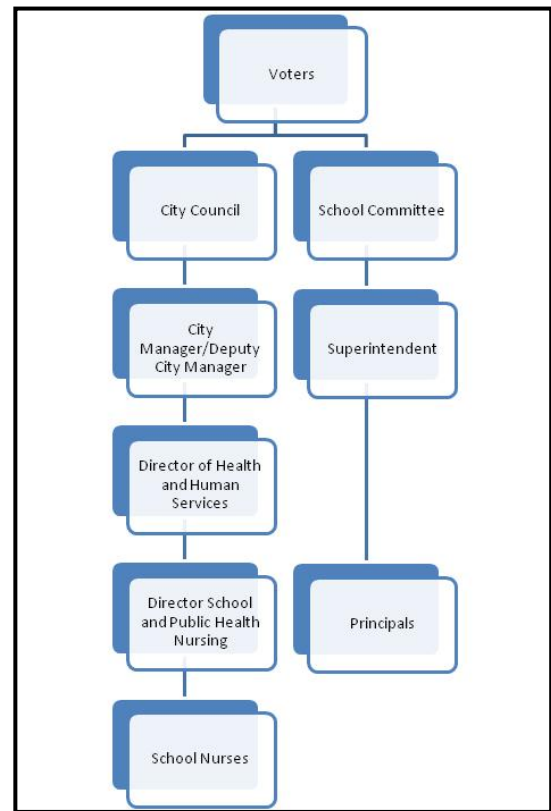 Voters
City Council
School Committee
City
Manager/Deputy
City Manager
Superintendent
Director of Health
and Human
Services
Director School
and Public Health
Nursing
Principals
School Nurses